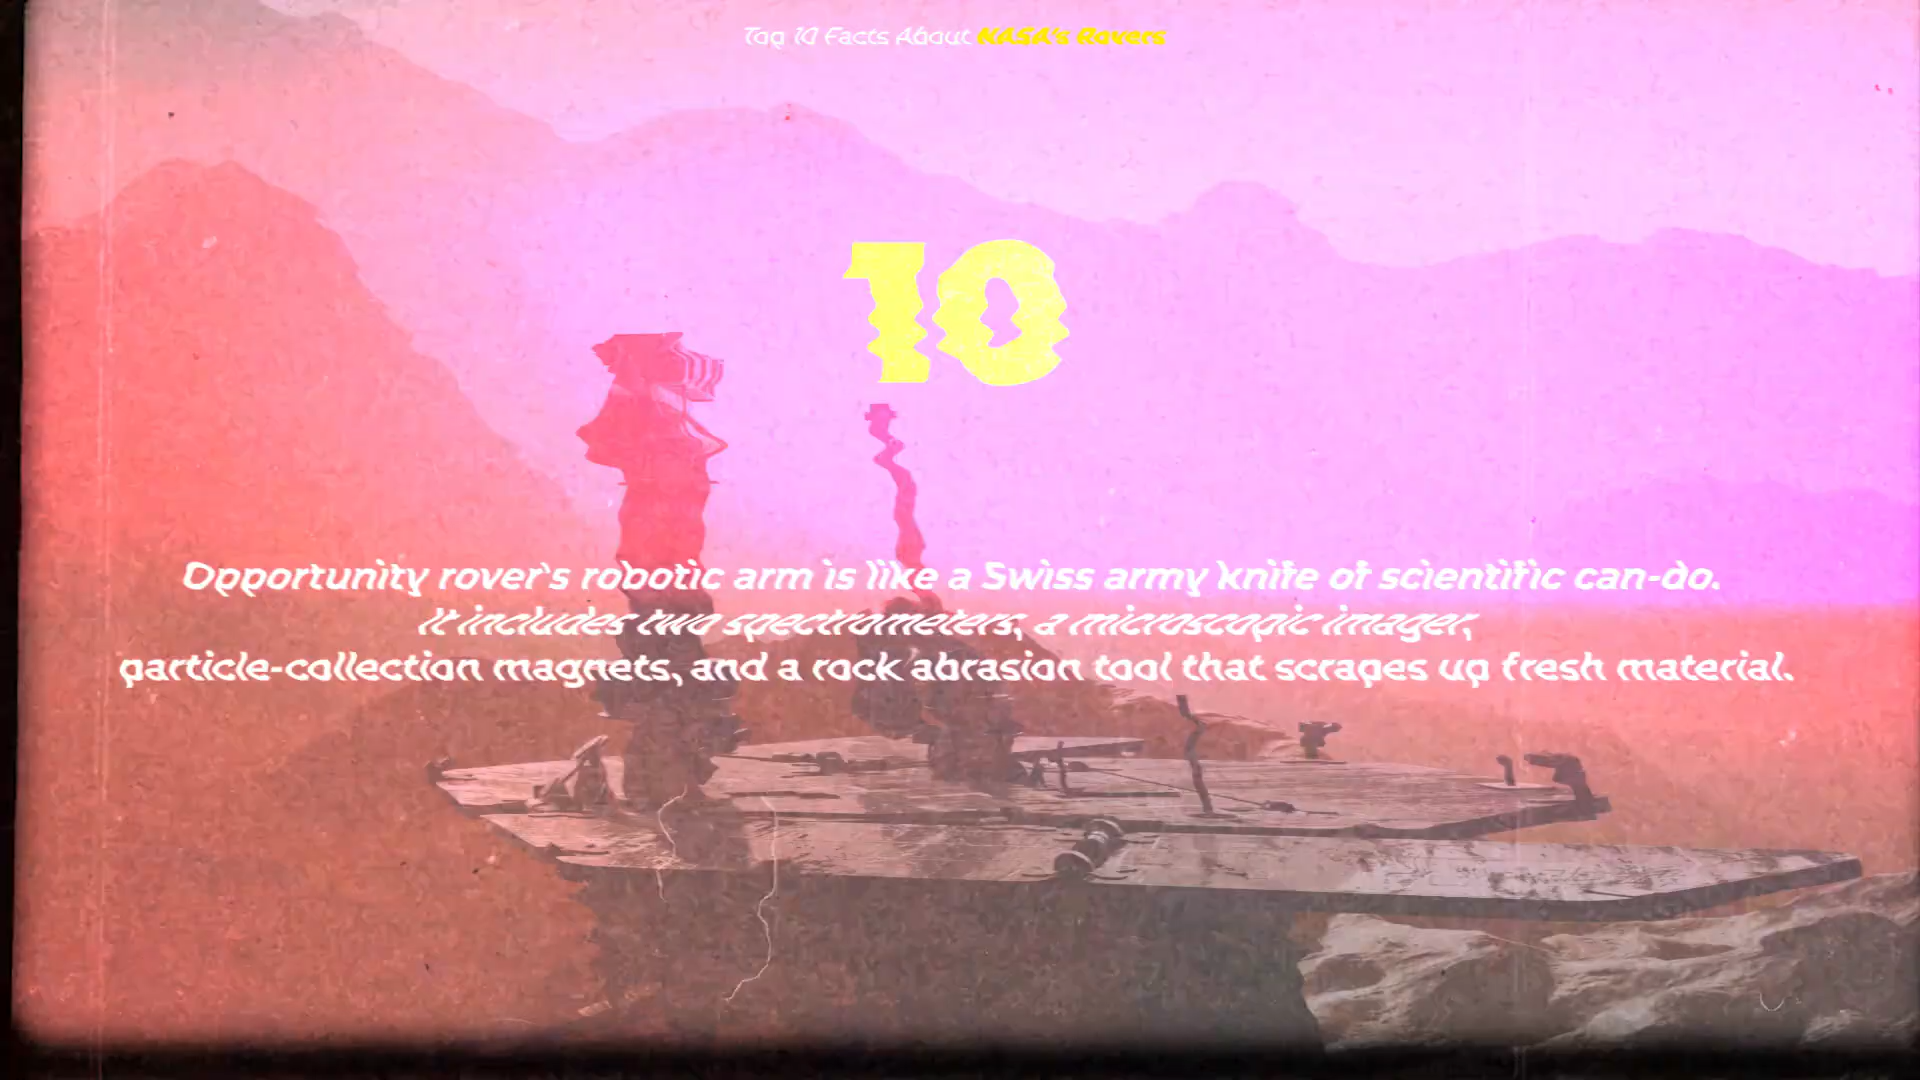 Top 10 Facts About NASA's Rovers
10
Opportunity rover's robotic arm is like a Swiss army knife of scientific can-do.
It includes two spectrometers, a microscopic imager,
particle-collection magnets, and a rock abrasion tool that scrapes up fresh material.